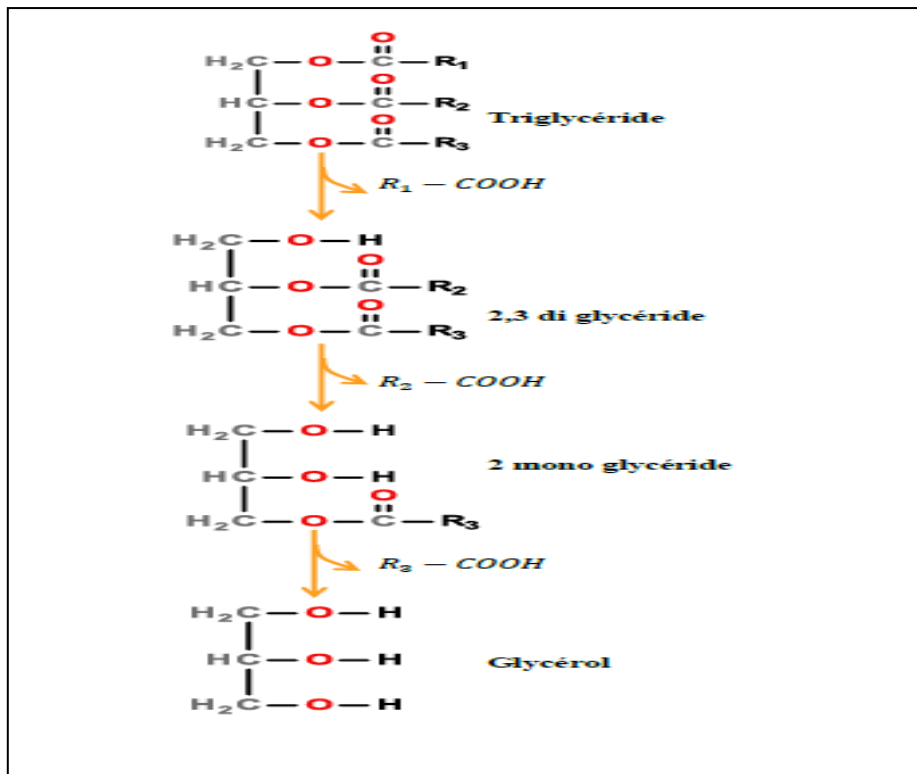 O
H₂C — O — C — R₁
O
HC — O — C — R₂
O
H₂C — O — C — R₃
Triglycéride
R₁ — COOH
H₂C — O — H
O
HC — O — C — R₂
O
H₂C — O — C — R₃
2,3 di glycéride
R₂ — COOH
H₂C — O — H
HC — O — H
2 mono glycéride
O
H₂C — O — C — R₃
R₃ — COOH
H₂C — O — H
HC — O — H
Glycérol
H₂C — O — H